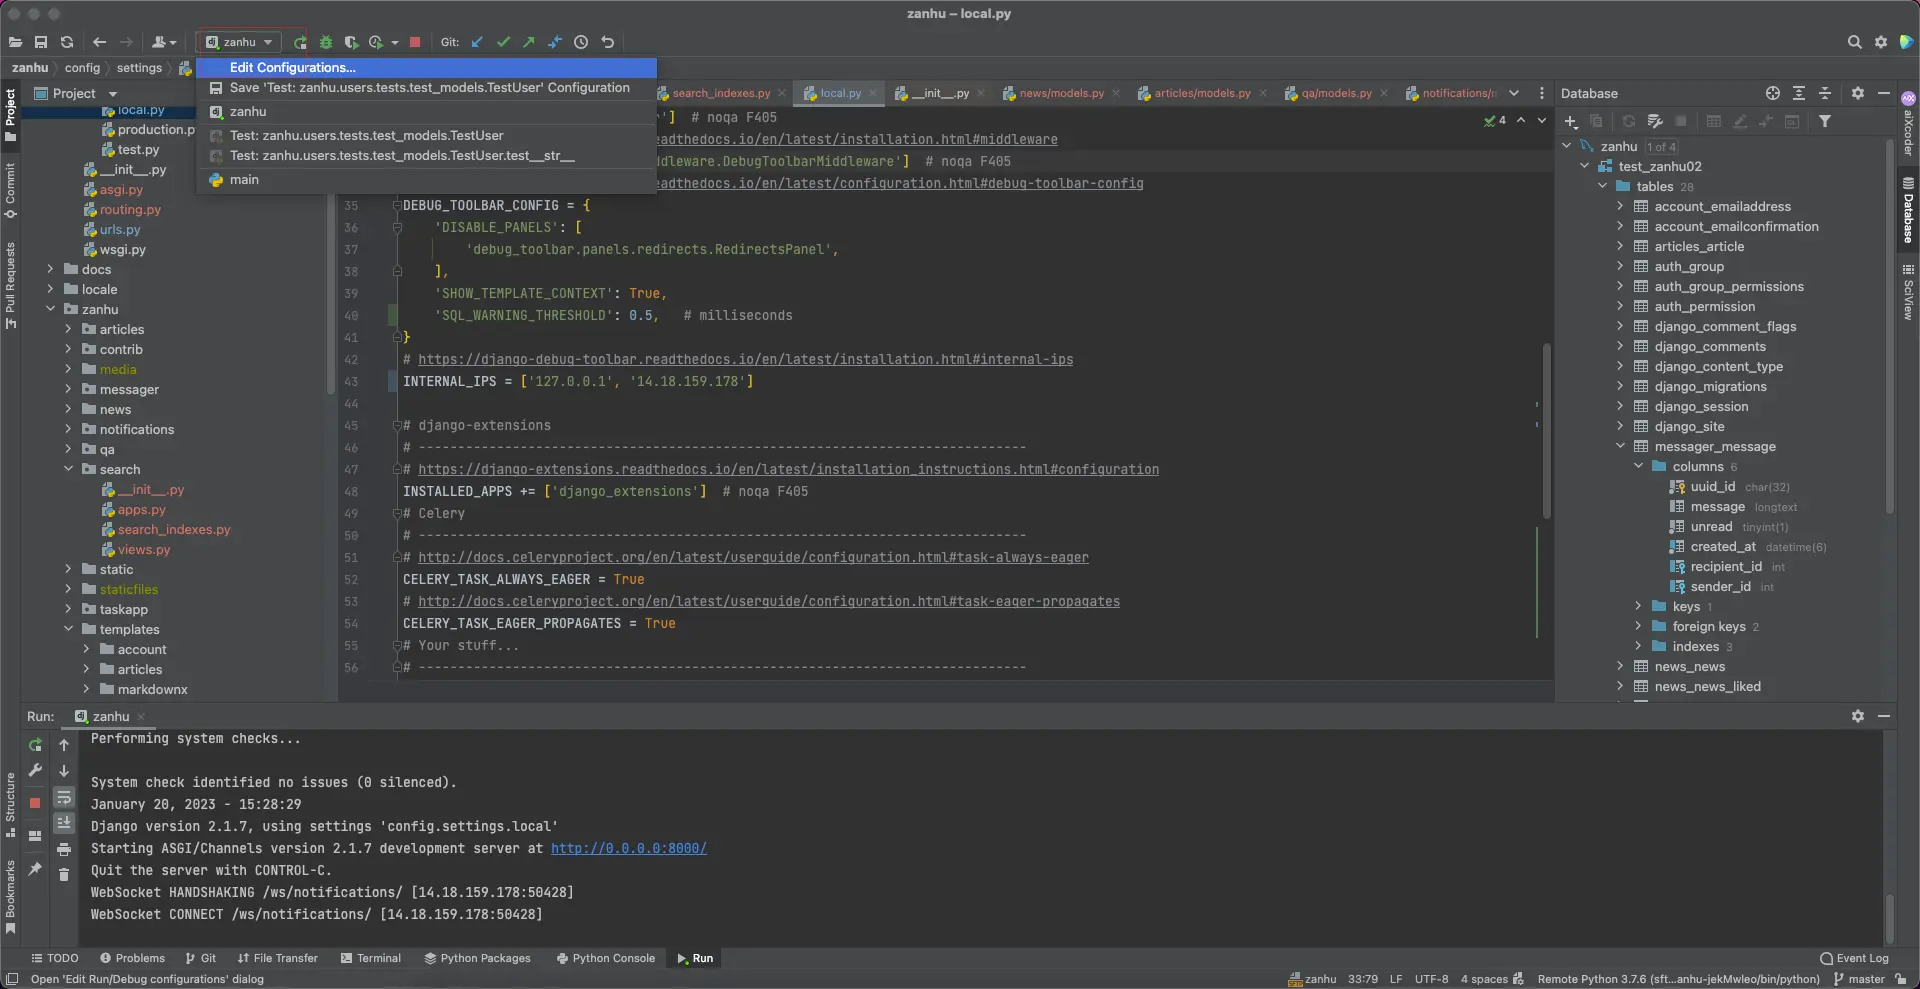 zanhu – local.py
zanhu
Git:
zanhu
config
settings
Edit Configurations...
Save 'Test: zanhu.users.tests.test_models.TestUser' Configuration
zanhu
Test: zanhu.users.tests.test_models.TestUser
Test: zanhu.users.tests.test_models.TestUser.test__str__
main
Project
Commit
Pull Requests
Structure
Bookmarks
Project
local.py
production.p
test.py
__init__.py
asgi.py
routing.py
urls.py
wsgi.py
docs
locale
zanhu
articles
contrib
media
messager
news
notifications
qa
search
__init__.py
apps.py
search_indexes.py
views.py
static
staticfiles
taskapp
templates
account
articles
markdownx
search_indexes.py
local.py
__init__.py
news/models.py
articles/models.py
qa/models.py
notifications/
4
'] # noqa F405
eadthedocs.io/en/latest/installation.html#middleware
ddleware.DebugToolbarMiddleware'] # noqa F405
eadthedocs.io/en/latest/configuration.html#debug-toolbar-config
35 DEBUG_TOOLBAR_CONFIG = {
36 'DISABLE_PANELS': [
37 'debug_toolbar.panels.redirects.RedirectsPanel',
38 ],
39 'SHOW_TEMPLATE_CONTEXT': True,
40 'SQL_WARNING_THRESHOLD': 0.5, # milliseconds
41 }
42 # https://django-debug-toolbar.readthedocs.io/en/latest/installation.html#internal-ips
43 INTERNAL_IPS = ['127.0.0.1', '14.18.159.178']
44
45 # django-extensions
46 # ------------------------------------------------------------------------------
47 # https://django-extensions.readthedocs.io/en/latest/installation_instructions.html#configuration
48 INSTALLED_APPS += ['django_extensions'] # noqa F405
49 # Celery
50 # ------------------------------------------------------------------------------
51 # http://docs.celeryproject.org/en/latest/userguide/configuration.html#task-always-eager
52 CELERY_TASK_ALWAYS_EAGER = True
53 # http://docs.celeryproject.org/en/latest/userguide/configuration.html#task-eager-propagates
54 CELERY_TASK_EAGER_PROPAGATES = True
55 # Your stuff...
56 # ------------------------------------------------------------------------------
Database
zanhu 1 of 4
test_zanhu02
tables 28
account_emailaddress
account_emailconfirmation
articles_article
auth_group
auth_group_permissions
auth_permission
django_comment_flags
django_comments
django_content_type
django_migrations
django_session
django_site
messager_message
columns 6
uuid_id char(32)
message longtext
unread tinyint(1)
created_at datetime(6)
recipient_id int
sender_id int
keys 1
foreign keys 2
indexes 3
news_news
news_news_liked
aiXcoder
Database
SciView
Run:
zanhu
Performing system checks...
System check identified no issues (0 silenced).
January 20, 2023 - 15:28:29
Django version 2.1.7, using settings 'config.settings.local'
Starting ASGI/Channels version 2.1.7 development server at http://0.0.0.0:8000/
Quit the server with CONTROL-C.
WebSocket HANDSHAKING /ws/notifications/ [14.18.159.178:50428]
WebSocket CONNECT /ws/notifications/ [14.18.159.178:50428]
TODO
Problems
Git
File Transfer
Terminal
Python Packages
Python Console
Run
Event Log
Open 'Edit Run/Debug configurations' dialog
zanhu
33:79
LF
UTF-8
4 spaces
Remote Python 3.7.6 (sft...anhu-jekMwleo/bin/python)
master